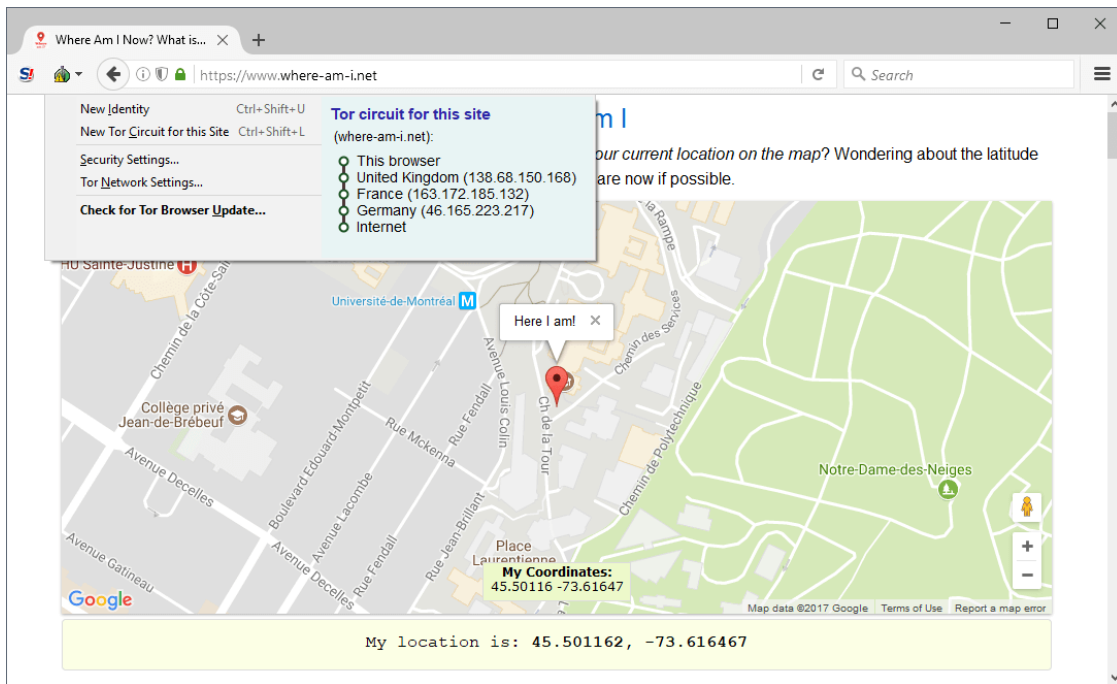 Where Am I Now? What is...
S!
https://www.where-am-i.net
Search
New Identity Ctrl+Shift+U
New Tor Circuit for this Site Ctrl+Shift+L
Security Settings...
Tor Network Settings...
Check for Tor Browser Update...
Tor circuit for this site
(where-am-i.net):
This browser
United Kingdom (138.68.150.168)
France (163.172.185.132)
Germany (46.165.223.217)
Internet
m I
our current location on the map? Wondering about the latitude
are now if possible.
la Rampe
HU Sainte-Justine
Chemin de la Côte-Sai
Université-de-Montréal M
Here I am!
Chemin des Services
Avenue Louis Colin
Ch de la Tour
Chemin de Polytechnique
Collège privé
Jean-de-Brébeuf
Boulevard Edouard-Montpetit
Rue Mckenna
Rue Fendall
Notre-Dame-des-Neiges
Avenue Decelles
Avenue Lacombe
Rue Fendall
Rue Jean-Brillant
Avenue Gatineau
Avenue Decelles
Place
Laurentienne
My Coordinates:
45.50116 -73.61647
Google
Map data ©2017 Google Terms of Use Report a map error
My location is: 45.501162, -73.616467